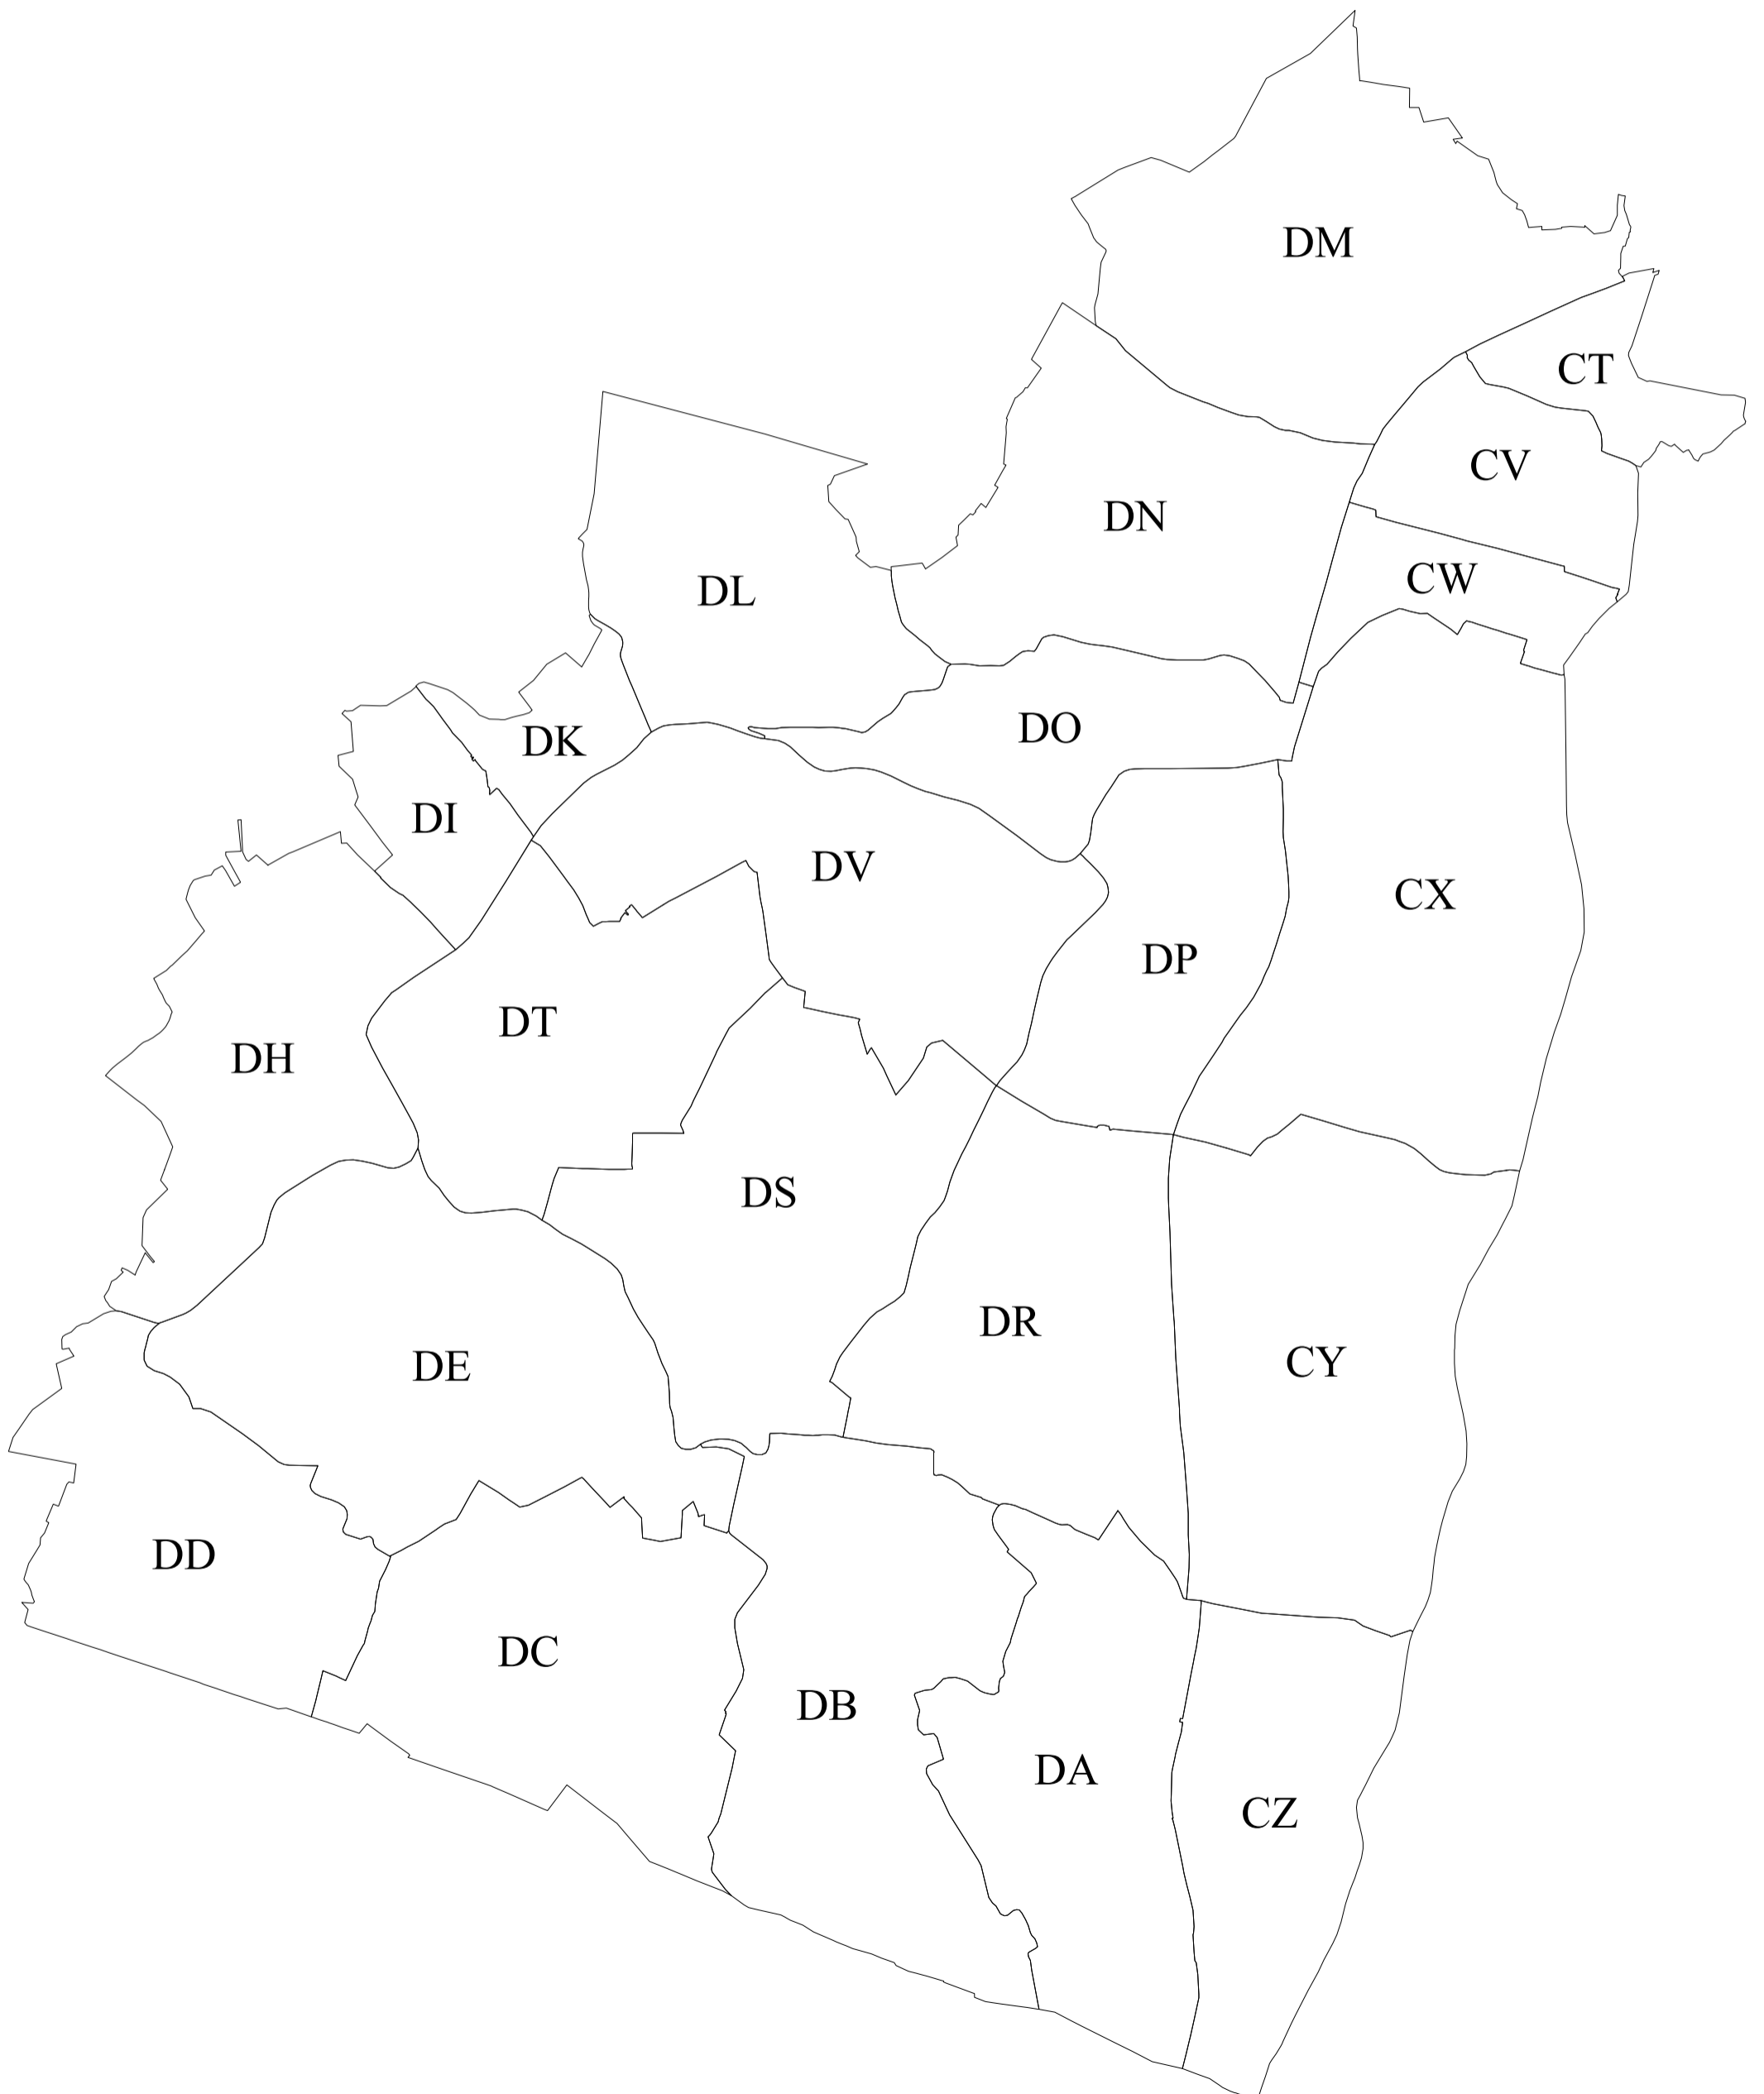 DM
CT
CV
DN
CW
DL
DO
DK
DI
DV
CX
DP
DT
DH
DS
DR
CY
DE
DD
DC
DB
DA
CZ